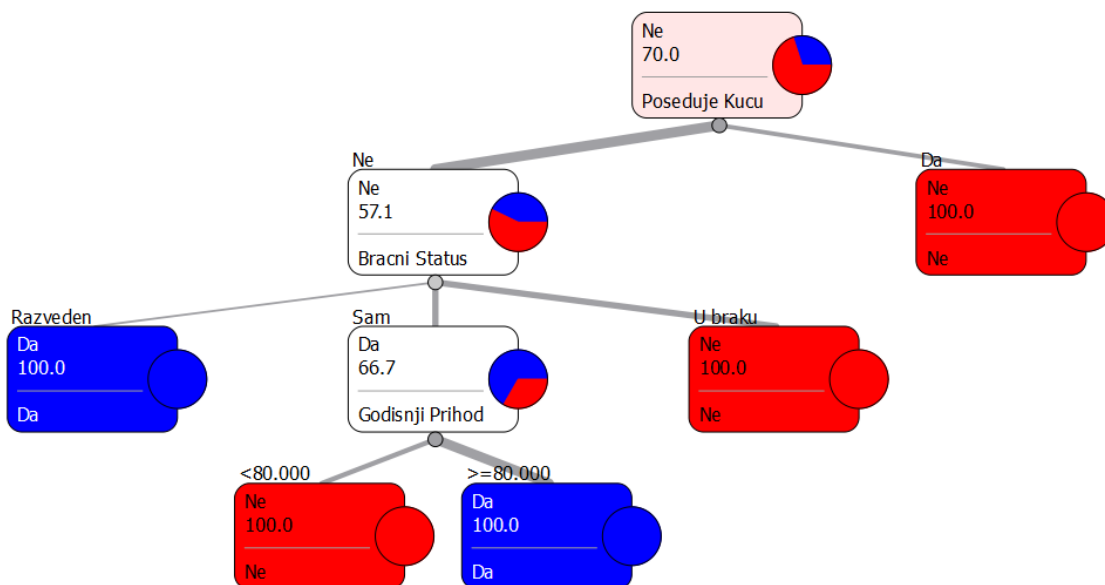 Ne
70.0
Poseduje Kucu
Ne
Ne
57.1
Bracni Status
Da
Ne
100.0
Ne
Razveden
Da
100.0
Da
Sam
Da
66.7
Godisnji Prihod
U braku
Ne
100.0
Ne
<80.000
Ne
100.0
Ne
>=80.000
Da
100.0
Da